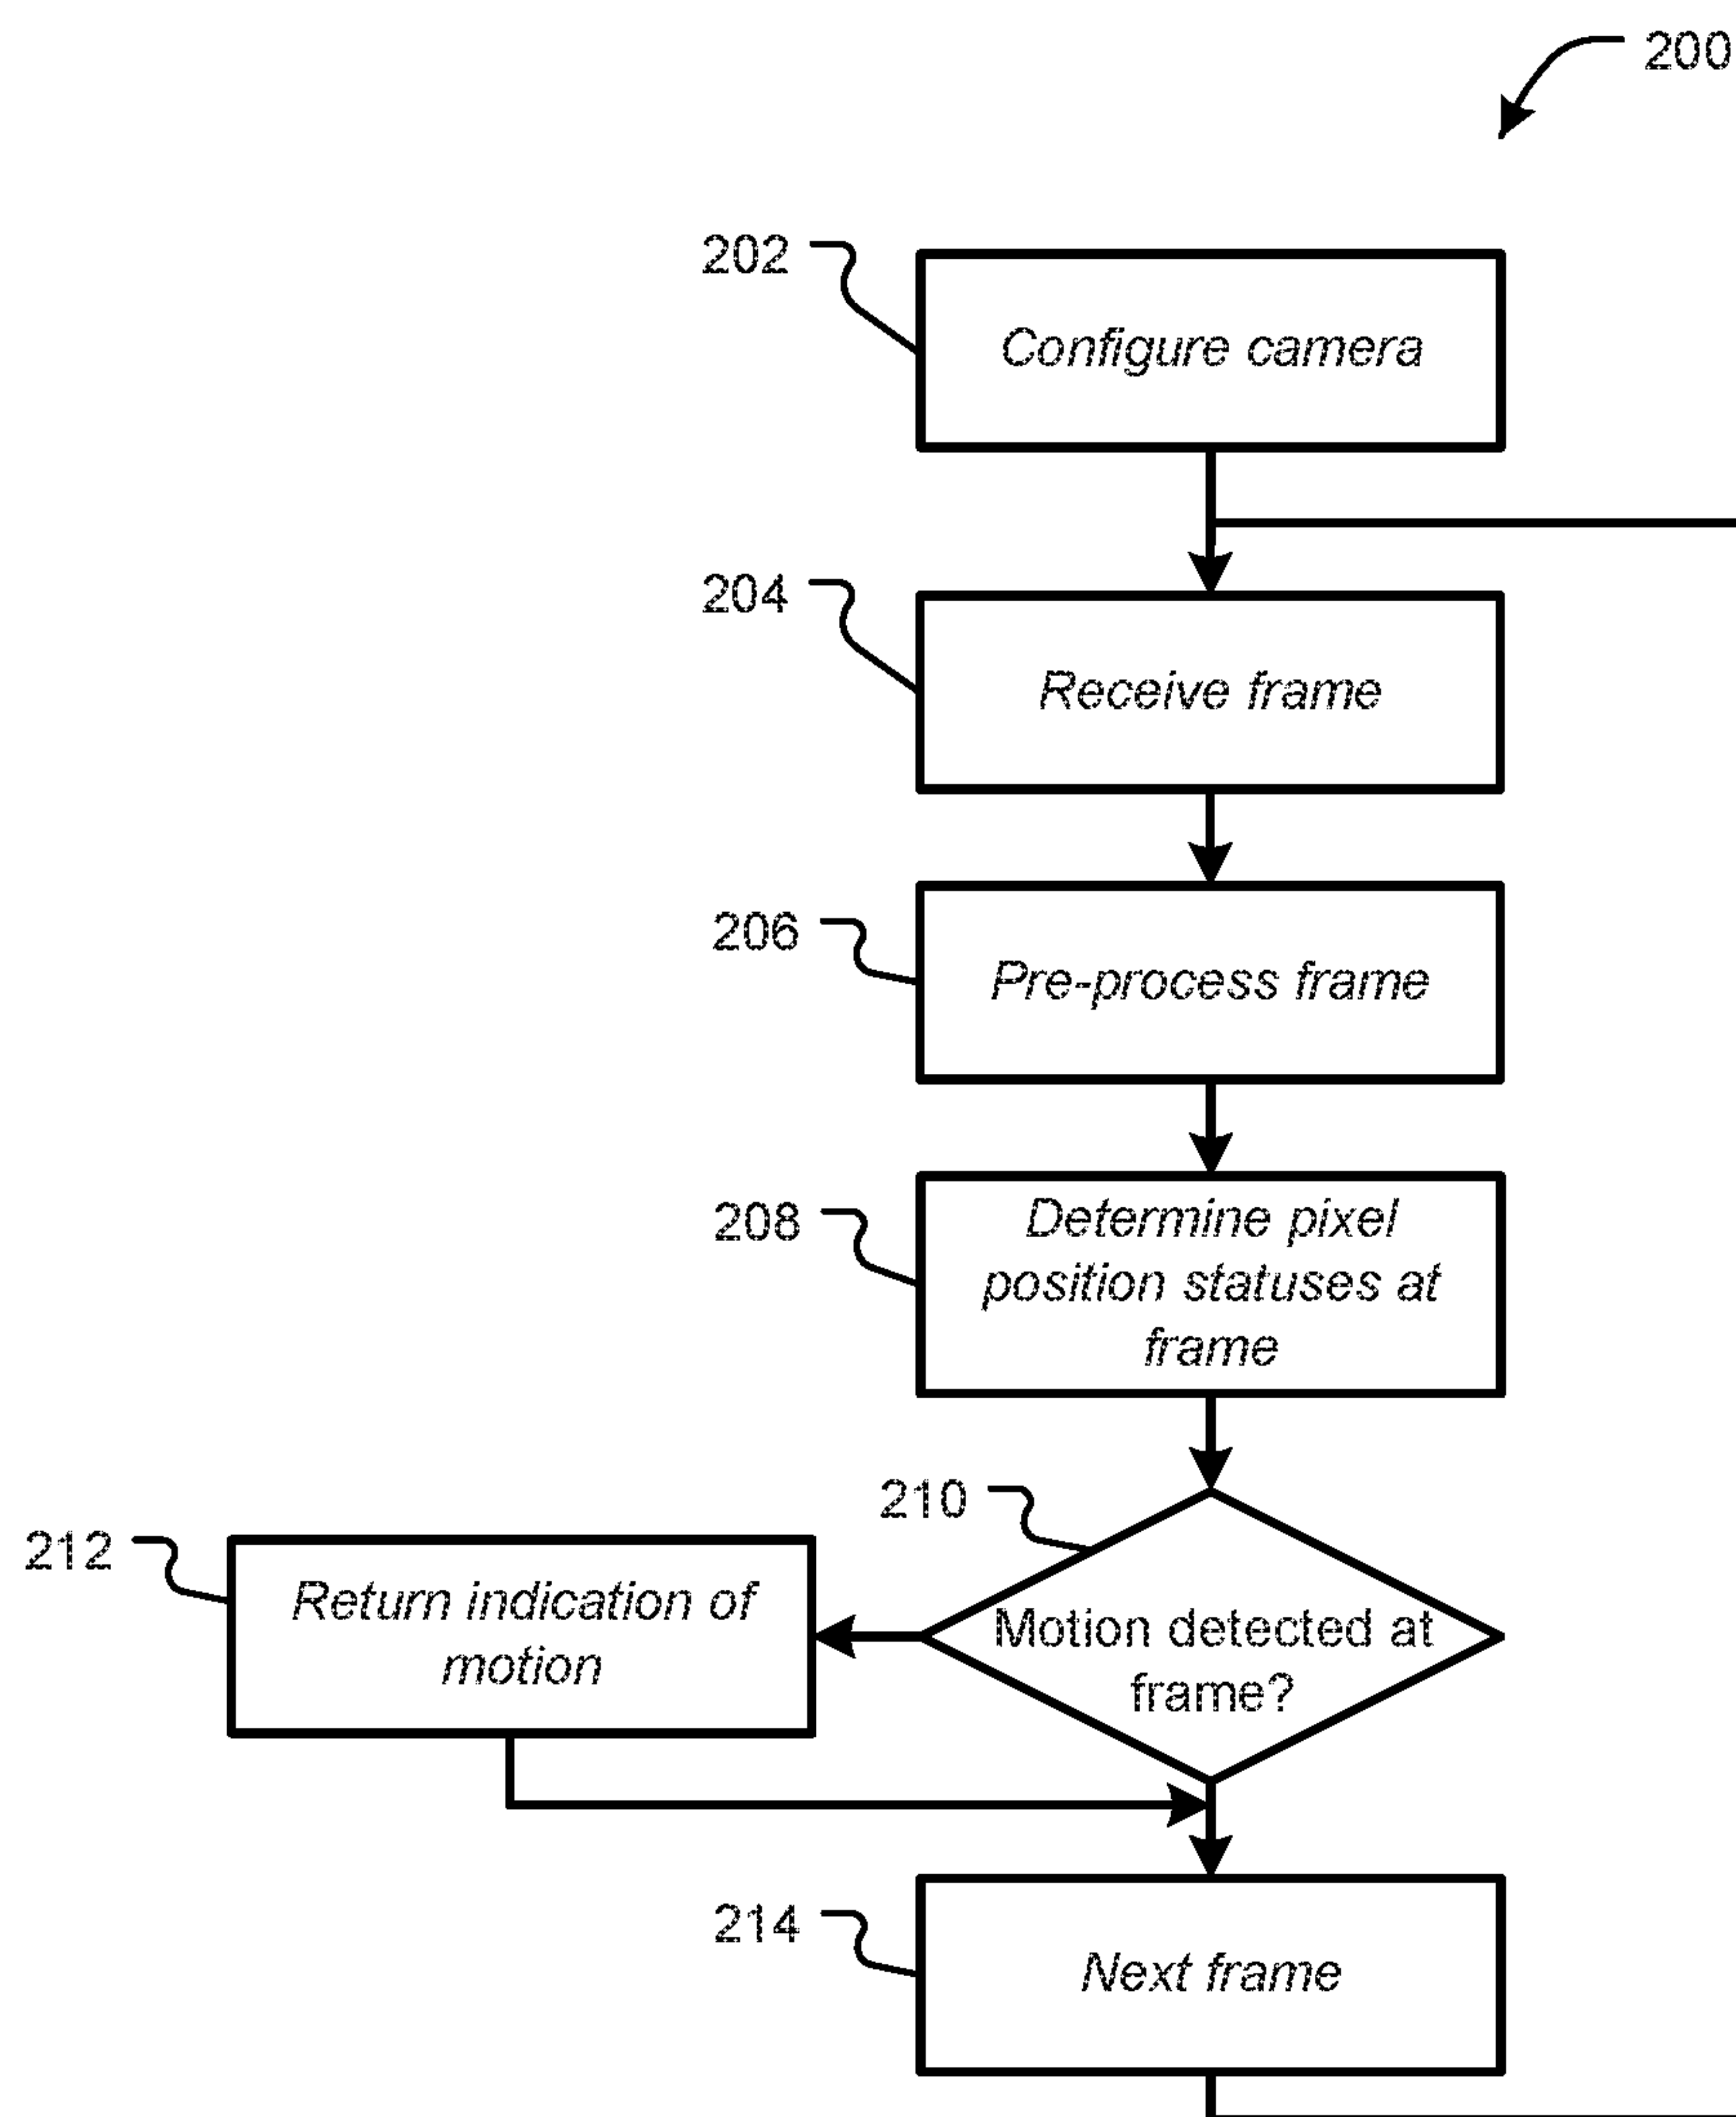 200
202
Configure camera
204
Receive frame
206
Pre-process frame
208
Determine pixel
position statuses at
frame
210
Motion detected at
frame?
212
Return indication of
motion
214
Next frame